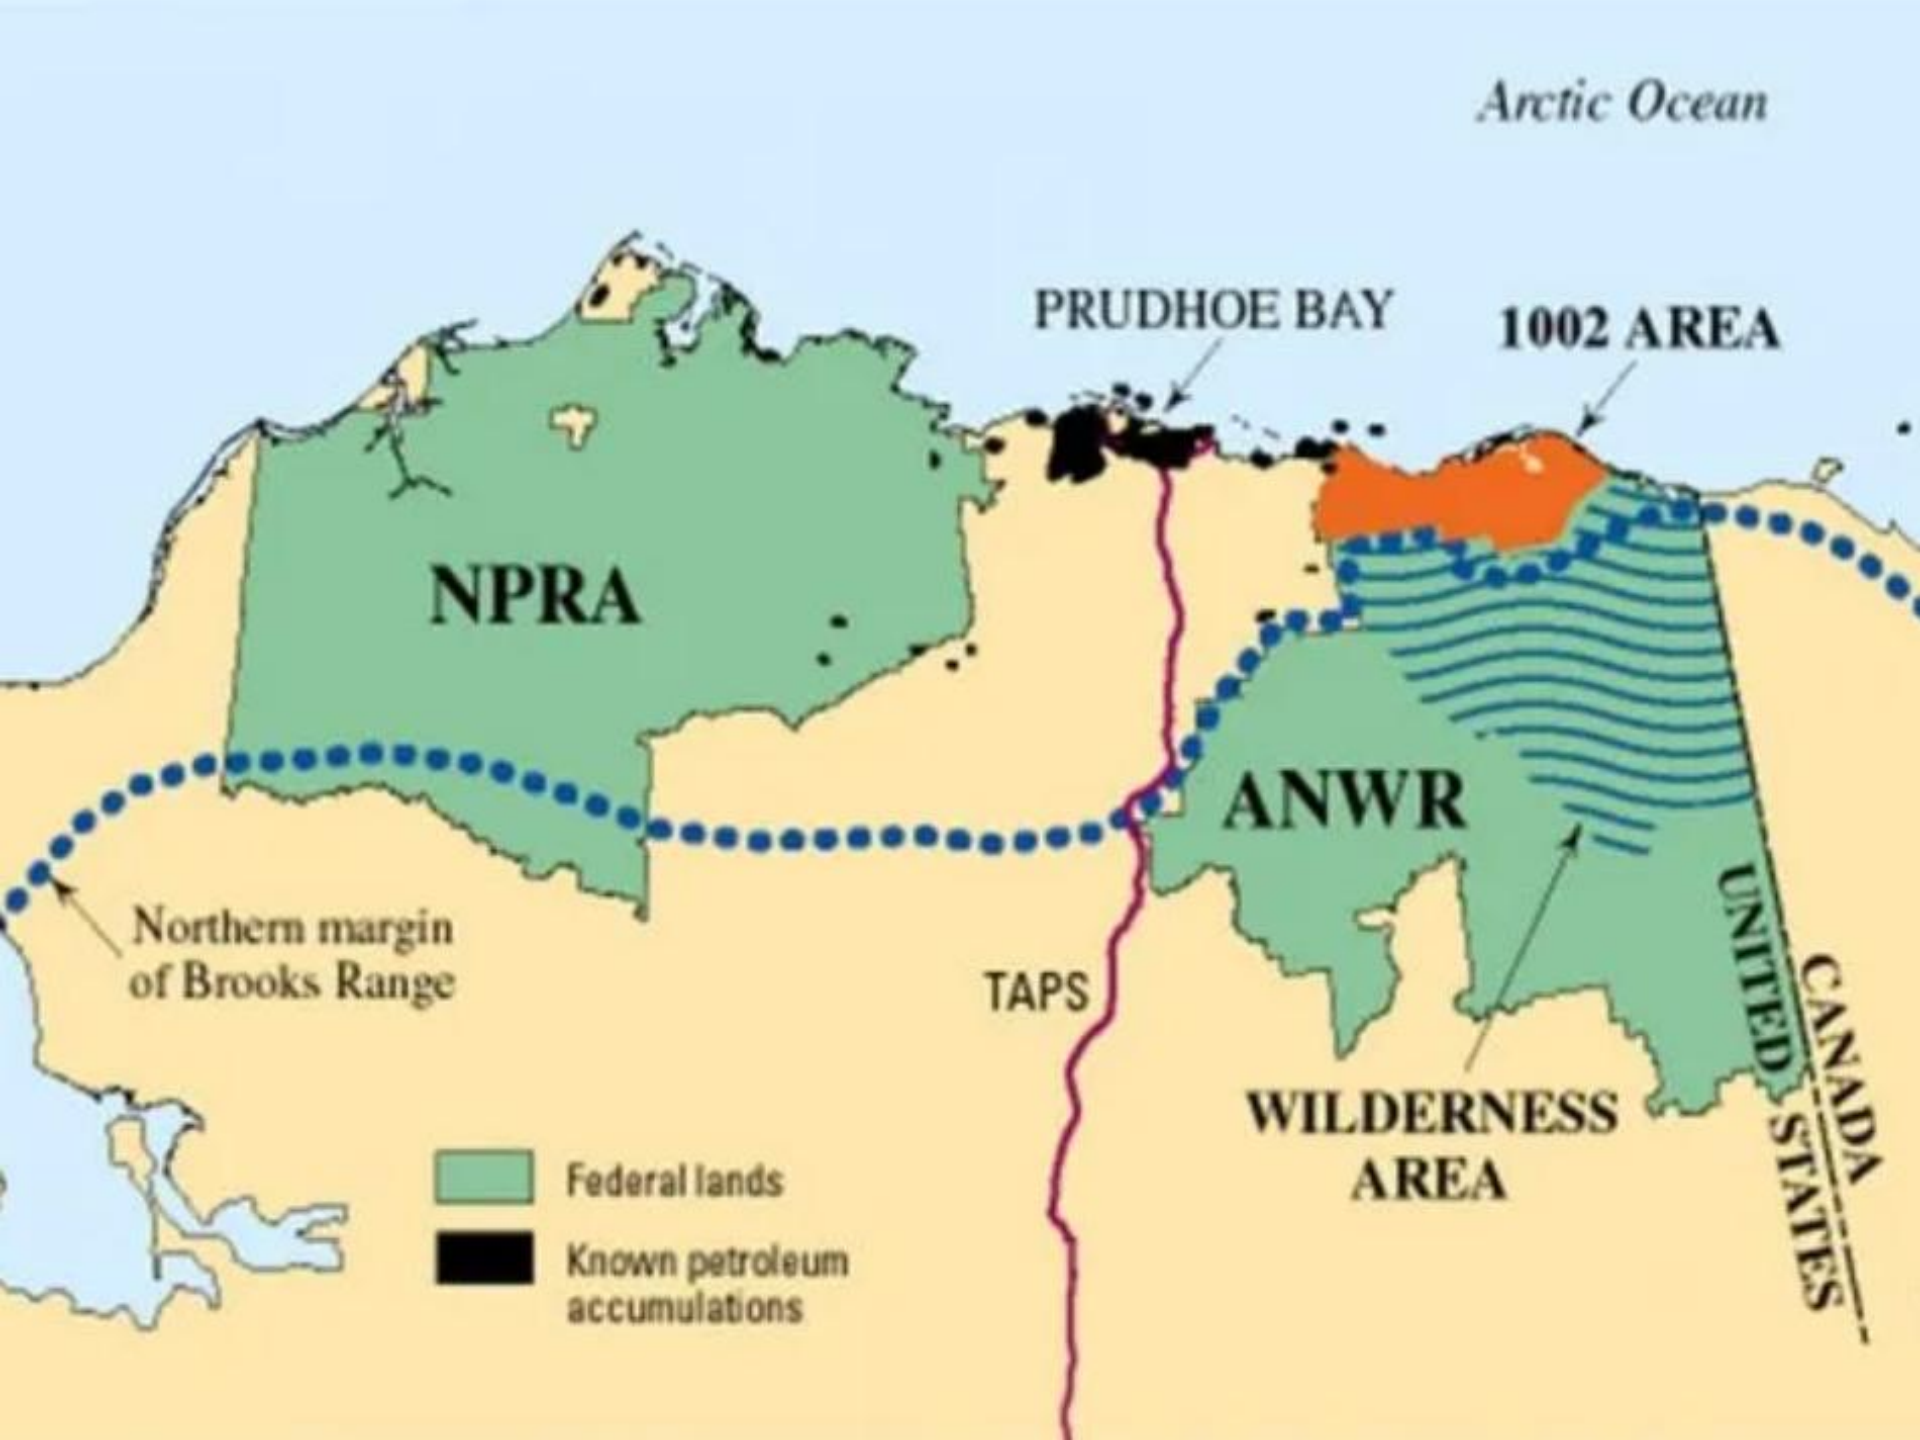 Arctic Ocean
PRUDHOE BAY
1002 AREA
NPRA
ANWR
Northern margin
of Brooks Range
TAPS
WILDERNESS
AREA
UNITED STATES
CANADA
Federal lands
Known petroleum
accumulations